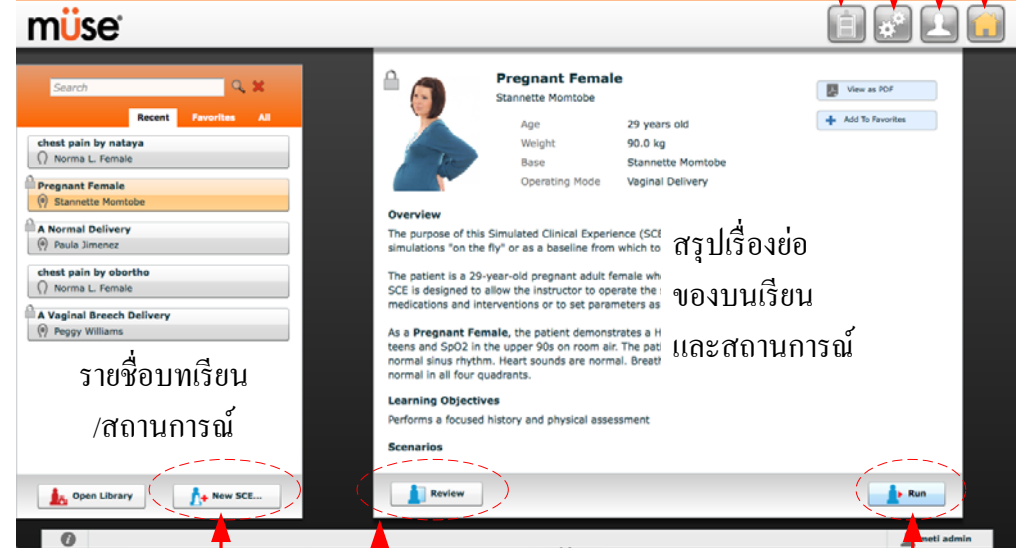 müse
Search
Recent Favorites All
chest pain by nataya
Norma L. Female
Pregnant Female
Stannette Momtobe
A Normal Delivery
Paula Jimenez
chest pain by obortho
Norma L. Female
A Vaginal Breech Delivery
Peggy Williams
รายชื่อบทเรียน
/สถานการณ์
Open Library
New SCE...
Pregnant Female
Stannette Momtobe
Age 29 years old
Weight 90.0 kg
Base Stannette Momtobe
Operating Mode Vaginal Delivery
View as PDF
Add To Favorites
Overview
The purpose of this Simulated Clinical Experience (SCE
simulations "on the fly" or as a baseline from which to
The patient is a 29-year-old pregnant adult female wh
SCE is designed to allow the instructor to operate the
medications and interventions or to set parameters as
As a Pregnant Female, the patient demonstrates a H
teens and SpO2 in the upper 90s on room air. The pati
normal sinus rhythm. Heart sounds are normal. Breath
normal in all four quadrants.
สรุปเรื่องย่อ
ของบนเรียน
และสถานการณ์
Learning Objectives
Performs a focused history and physical assessment
Scenarios
Review
Run
meti admin